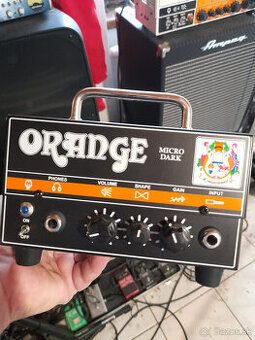 Ampeg
ORANGE
MICRO
DARK
PHONES VOLUME SHAPE GAIN INPUT
ON
OFF